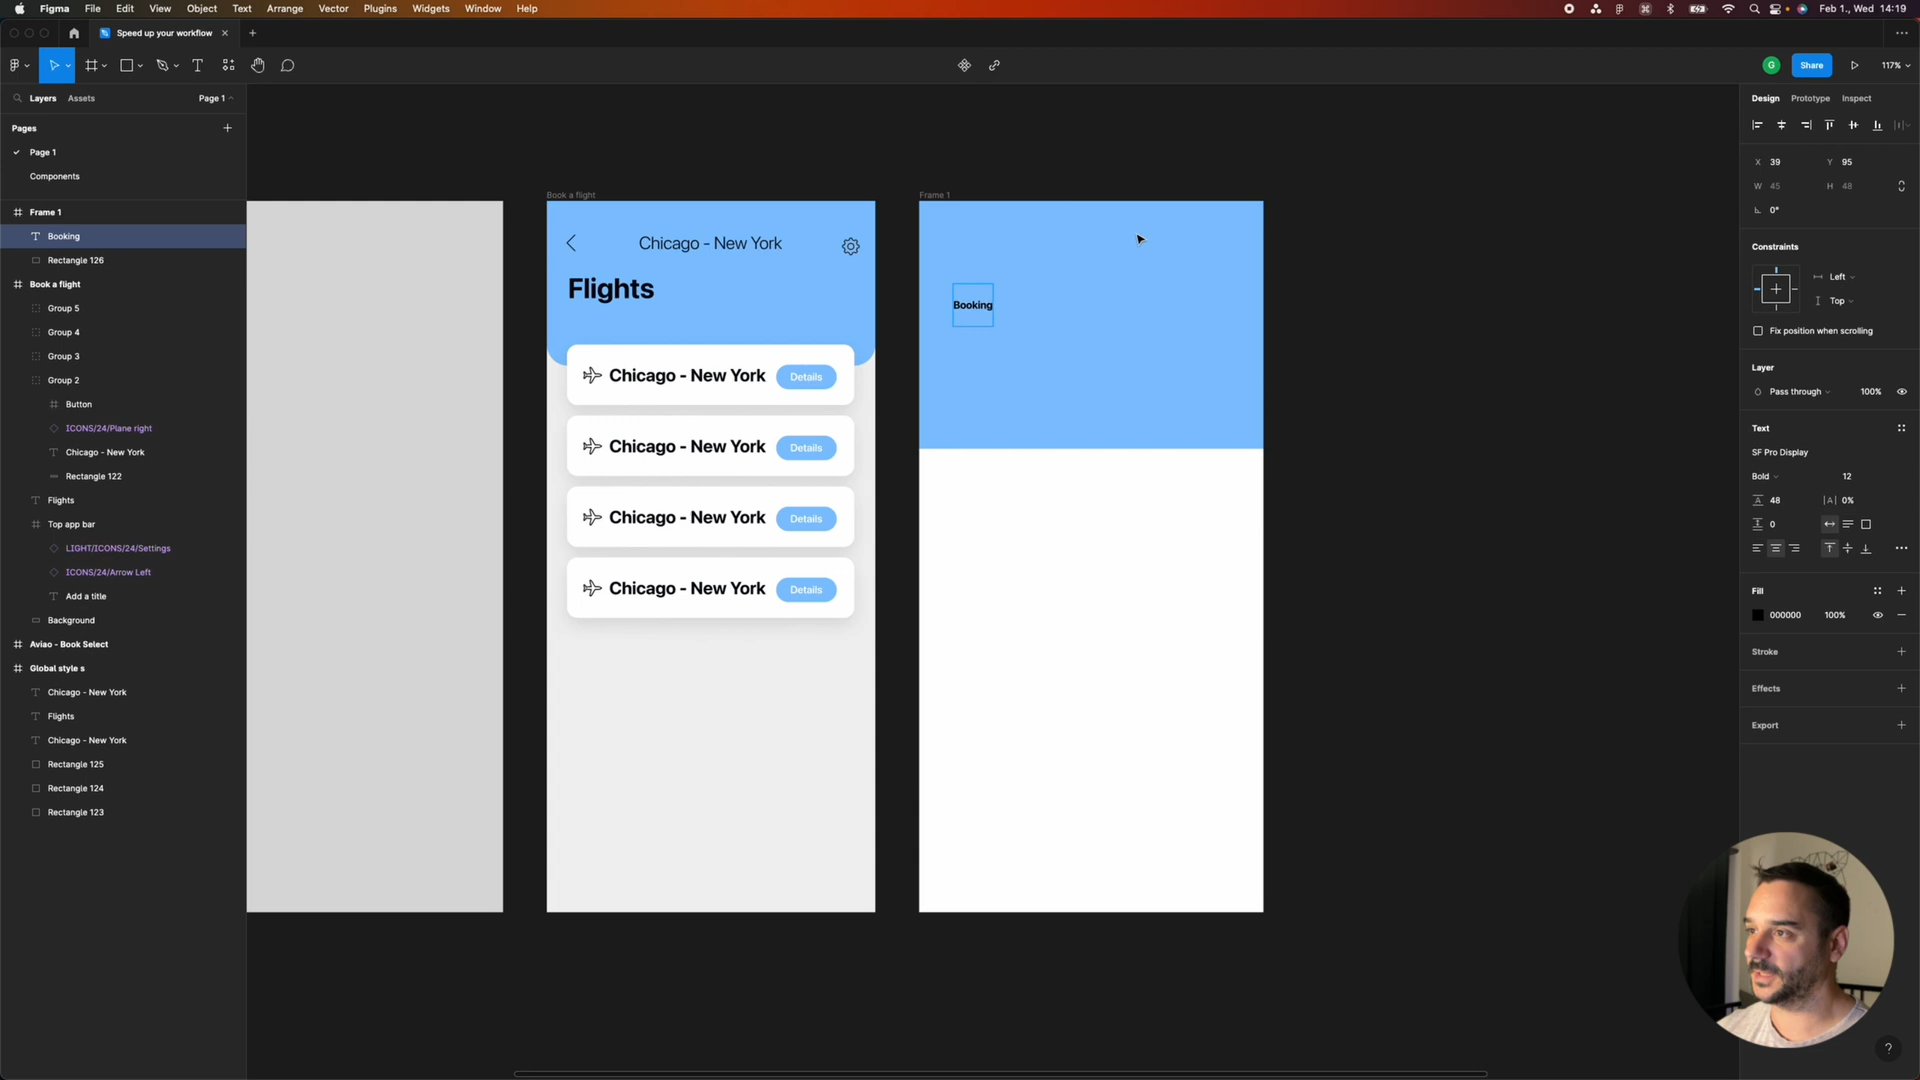 Figma File Edit View Object Text Arrange Vector Plugins Widgets Window Help
Feb 1., Wed 14:19
Speed up your workflow
G
Share
117%
Layers Assets Page 1
Pages
Page 1
Components
Frame 1
Booking
Rectangle 126
Book a flight
Group 5
Group 4
Group 3
Group 2
Button
ICONS/24/Plane right
Chicago - New York
Rectangle 122
Flights
Top app bar
LIGHT/ICONS/24/Settings
ICONS/24/Arrow Left
Add a title
Background
Aviao - Book Select
Global style s
Chicago - New York
Flights
Chicago - New York
Rectangle 125
Rectangle 124
Rectangle 123
Book a flight
Chicago - New York
Flights
Chicago - New York Details
Chicago - New York Details
Chicago - New York Details
Chicago - New York Details
Frame 1
Booking
Design Prototype Inspect
X 39 Y 95
W 45 H 48
0°
Constraints
Left
Top
Fix position when scrolling
Layer
Pass through 100%
Text
SF Pro Display
Bold 12
48 |A| 0%
0
Fill
000000 100%
Stroke
Effects
Export
?